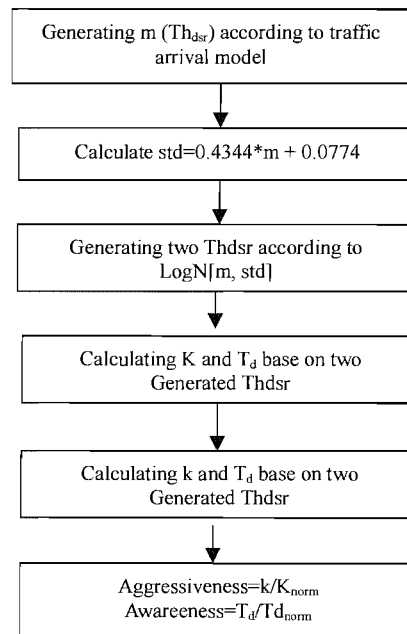 Generating m (Thdsr) according to traffic
arrival model
Calculate std=0.4344*m + 0.0774
Generating two Thdsr according to
LogN[m, std]
Calculating K and Td base on two
Generated Thdsr
Calculating k and Td base on two
Generated Thdsr
Aggressiveness=k/Knorm
Awareeness=Td/Tdnorm